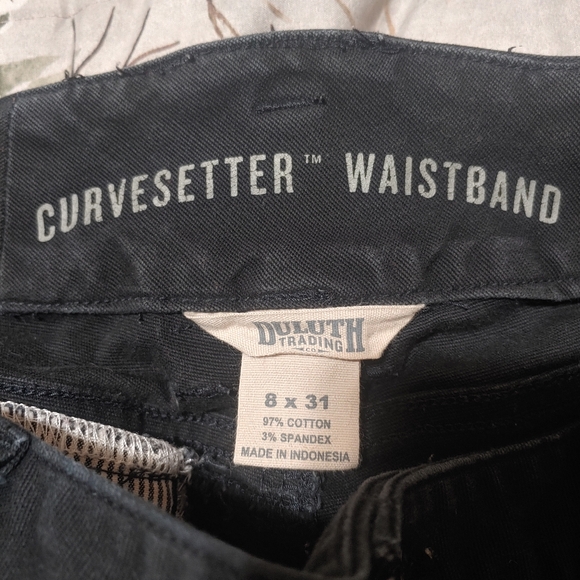 CURVESETTER™ WAISTBAND
DULUTH
TRADING
CO
8 x 31
97% COTTON
3% SPANDEX
MADE IN INDONESIA